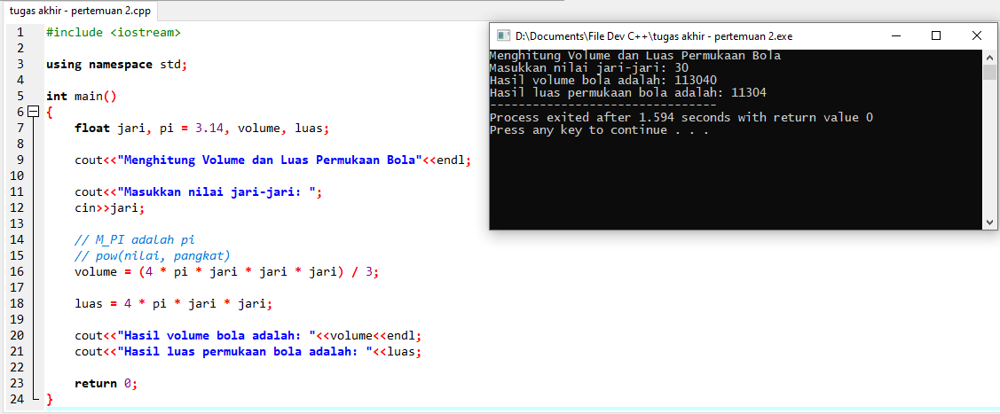 tugas akhir - pertemuan 2.cpp
1 #include <iostream>
2
3 using namespace std;
4
5 int main()
6 {
7 float jari, pi = 3.14, volume, luas;
8
9 cout<<"Menghitung Volume dan Luas Permukaan Bola"<<endl;
10
11 cout<<"Masukkan nilai jari-jari: ";
12 cin>>jari;
13
14 // M_PI adalah pi
15 // pow(nilai, pangkat)
16 volume = (4 * pi * jari * jari * jari) / 3;
17
18 luas = 4 * pi * jari * jari;
19
20 cout<<"Hasil volume bola adalah: "<<volume<<endl;
21 cout<<"Hasil luas permukaan bola adalah: "<<luas;
22
23 return 0;
24 }
D:\Documents\File Dev C++\tugas akhir - pertemuan 2.exe
Menghitung Volume dan Luas Permukaan Bola
Masukkan nilai jari-jari: 30
Hasil volume bola adalah: 113040
Hasil luas permukaan bola adalah: 11304
--------------------------------
Process exited after 1.594 seconds with return value 0
Press any key to continue . . .